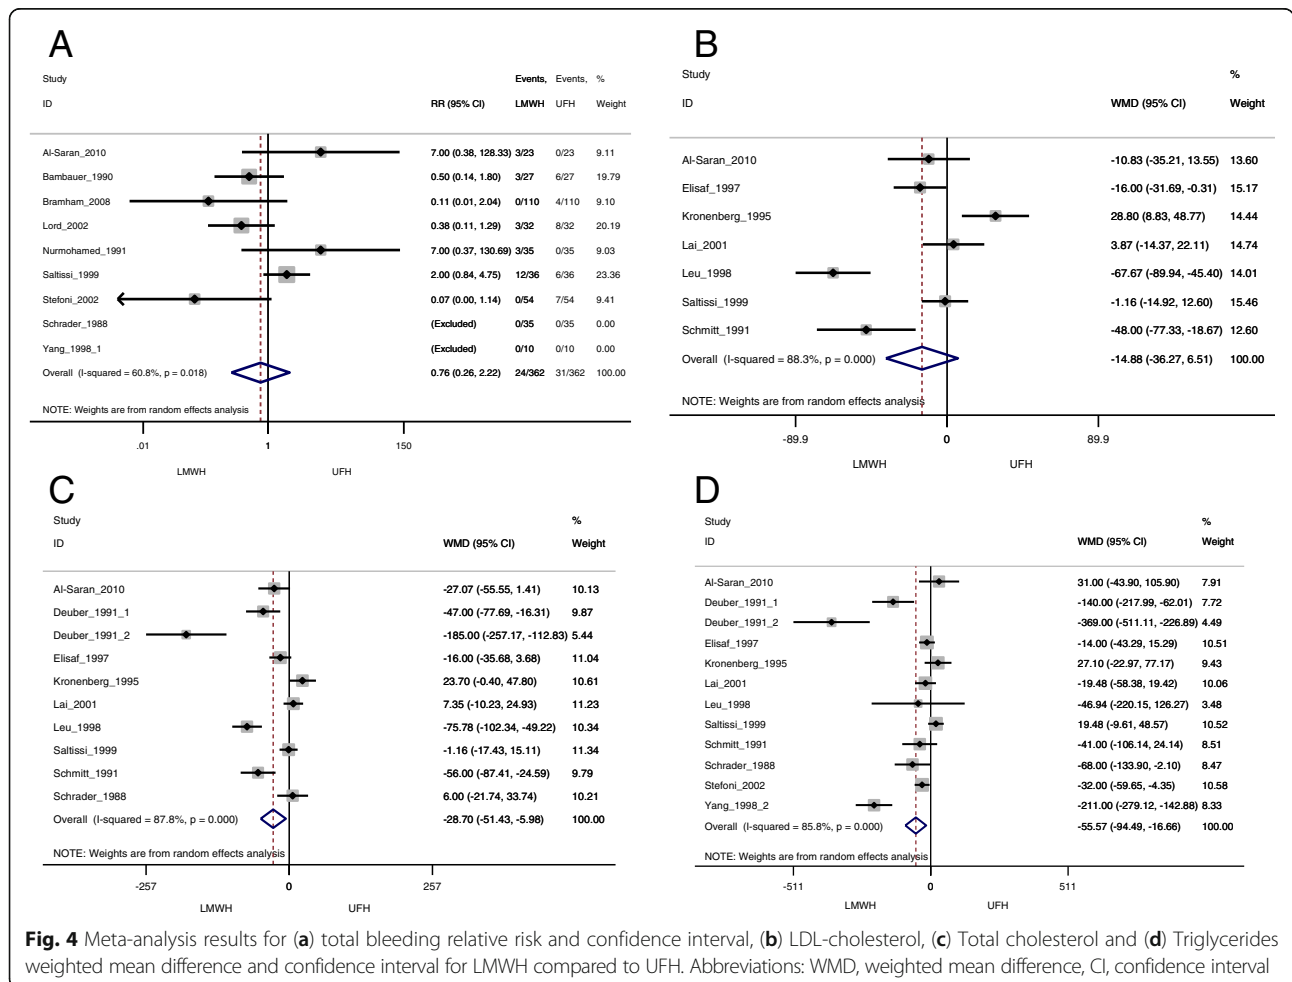 A
Study Events, Events, %
ID RR (95% CI) LMWH UFH Weight
Al-Saran_2010 7.00 (0.38, 128.33) 3/23 0/23 9.11
Bambauer_1990 0.50 (0.14, 1.80) 3/27 6/27 19.79
Bramham_2008 0.11 (0.01, 2.04) 0/110 4/110 9.10
Lord_2002 0.38 (0.11, 1.29) 3/32 8/32 20.19
Nurmohamed_1991 7.00 (0.37, 130.69) 3/35 0/35 9.03
Saltissi_1999 2.00 (0.84, 4.75) 12/36 6/36 23.36
Stefoni_2002 0.07 (0.00, 1.14) 0/54 7/54 9.41
Schrader_1988 (Excluded) 0/35 0/35 0.00
Yang_1998_1 (Excluded) 0/10 0/10 0.00
Overall (I-squared = 60.8%, p = 0.018) 0.76 (0.26, 2.22) 24/362 31/362 100.00
NOTE: Weights are from random effects analysis
.01 1 150
LMWH UFH
B
Study %
ID WMD (95% CI) Weight
Al-Saran_2010 -10.83 (-35.21, 13.55) 13.60
Elisaf_1997 -16.00 (-31.69, -0.31) 15.17
Kronenberg_1995 28.80 (8.83, 48.77) 14.44
Lai_2001 3.87 (-14.37, 22.11) 14.74
Leu_1998 -67.67 (-89.94, -45.40) 14.01
Saltissi_1999 -1.16 (-14.92, 12.60) 15.46
Schmitt_1991 -48.00 (-77.33, -18.67) 12.60
Overall (I-squared = 88.3%, p = 0.000) -14.88 (-36.27, 6.51) 100.00
NOTE: Weights are from random effects analysis
-89.9 0 89.9
LMWH UFH
C
Study %
ID WMD (95% CI) Weight
Al-Saran_2010 -27.07 (-55.55, 1.41) 10.13
Deuber_1991_1 -47.00 (-77.69, -16.31) 9.87
Deuber_1991_2 -185.00 (-257.17, -112.83) 5.44
Elisaf_1997 -16.00 (-35.68, 3.68) 11.04
Kronenberg_1995 23.70 (-0.40, 47.80) 10.61
Lai_2001 7.35 (-10.23, 24.93) 11.23
Leu_1998 -75.78 (-102.34, -49.22) 10.34
Saltissi_1999 -1.16 (-17.43, 15.11) 11.34
Schmitt_1991 -56.00 (-87.41, -24.59) 9.79
Schrader_1988 6.00 (-21.74, 33.74) 10.21
Overall (I-squared = 87.8%, p = 0.000) -28.70 (-51.43, -5.98) 100.00
NOTE: Weights are from random effects analysis
-257 0 257
LMWH UFH
D
Study %
ID WMD (95% CI) Weight
Al-Saran_2010 31.00 (-43.90, 105.90) 7.91
Deuber_1991_1 -140.00 (-217.99, -62.01) 7.72
Deuber_1991_2 -369.00 (-511.11, -226.89) 4.49
Elisaf_1997 -14.00 (-43.29, 15.29) 10.51
Kronenberg_1995 27.10 (-22.97, 77.17) 9.43
Lai_2001 -19.48 (-58.38, 19.42) 10.06
Leu_1998 -46.94 (-220.15, 126.27) 3.48
Saltissi_1999 19.48 (-9.61, 48.57) 10.52
Schmitt_1991 -41.00 (-106.14, 24.14) 8.51
Schrader_1988 -68.00 (-133.90, -2.10) 8.47
Stefoni_2002 -32.00 (-59.65, -4.35) 10.58
Yang_1998_2 -211.00 (-279.12, -142.88) 8.33
Overall (I-squared = 85.8%, p = 0.000) -55.57 (-94.49, -16.66) 100.00
NOTE: Weights are from random effects analysis
-511 0 511
LMWH UFH
Fig. 4 Meta-analysis results for (a) total bleeding relative risk and confidence interval, (b) LDL-cholesterol, (c) Total cholesterol and (d) Triglycerides
weighted mean difference and confidence interval for LMWH compared to UFH. Abbreviations: WMD, weighted mean difference, CI, confidence interval